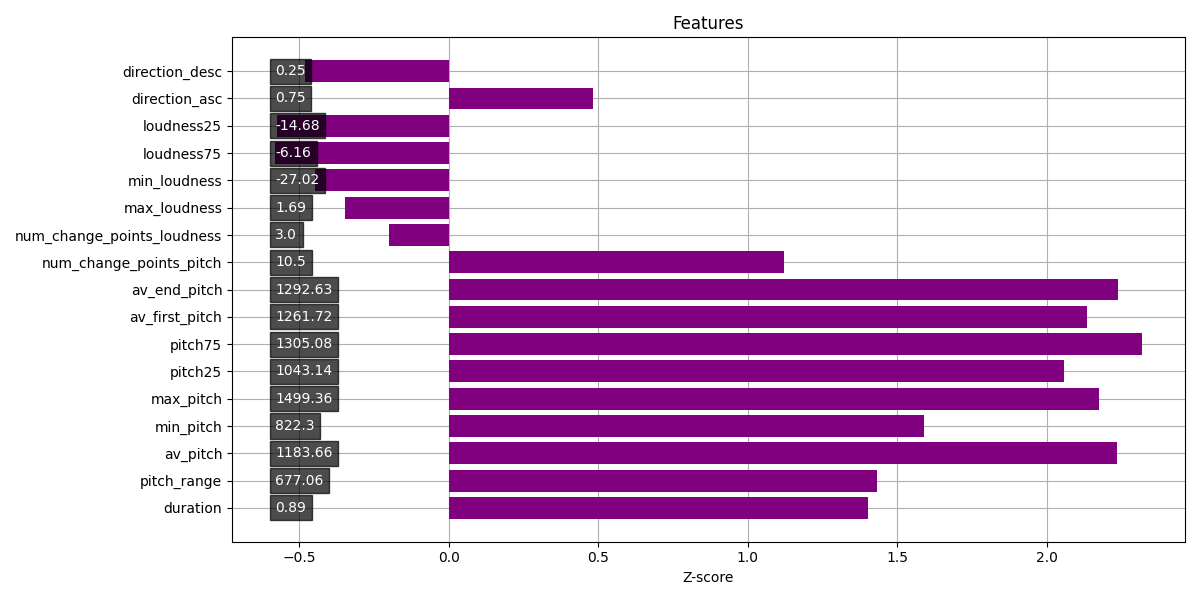 Features
direction_desc 0.25
direction_asc 0.75
loudness25 -14.68
loudness75 -6.16
min_loudness -27.02
max_loudness 1.69
num_change_points_loudness 3.0
num_change_points_pitch 10.5
av_end_pitch 1292.63
av_first_pitch 1261.72
pitch75 1305.08
pitch25 1043.14
max_pitch 1499.36
min_pitch 822.3
av_pitch 1183.66
pitch_range 677.06
duration 0.89
−0.5 0.0 0.5 1.0 1.5 2.0
Z-score